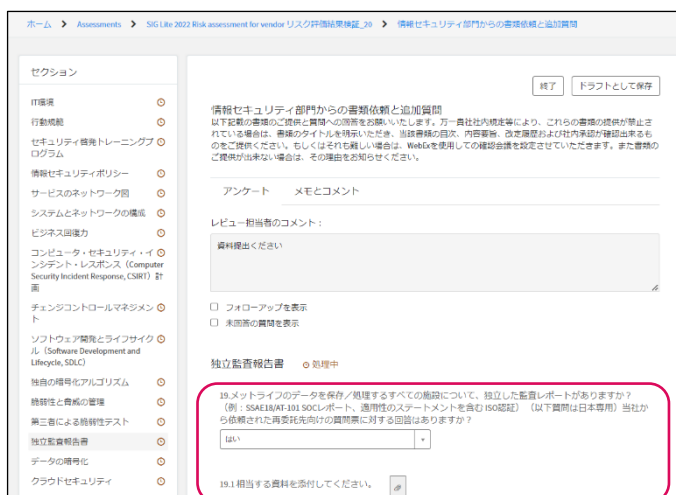 ホーム > Assessments > SIG Lite 2022 Risk assessment for vendor リスク評価結果検証_20 > 情報セキュリティ部門からの書類依頼と追加質問
セクション
IT環境
行動規範
セキュリティ啓発トレーニングプ
ログラム
情報セキュリティポリシー
サービスのネットワーク図
システムとネットワークの構成
ビジネス回復力
コンピュータ・セキュリティ・イ
ンシデント・レスポンス（Computer
Security Incident Response, CSIRT）計
画
チェンジコントロールマネジメン
ト
ソフトウェア開発とライフサイク
ル（Software Development and
Lifecycle, SDLC）
独自の暗号化アルゴリズム
脆弱性と脅威の管理
第三者による脆弱性テスト
独立監査報告書
データの暗号化
クラウドセキュリティ
終了
ドラフトとして保存
情報セキュリティ部門からの書類依頼と追加質問
以下記載の書類のご提供と質問への回答をお願いいたします。万一貴社社内規定等により、これらの書類の提供が禁止さ
れている場合は、書類のタイトルを明示いただき、当該書類の目次、内容要旨、改定履歴および社内承認が確認出来るも
のをご提供ください。もしくはそれも難しい場合は、WebExを使用しての確認会議を設定させていただきます。また書類の
ご提供が出来ない場合は、その理由をお知らせください。
アンケート メモとコメント
レビュー担当者のコメント：
資料提出ください
フォローアップを表示
未回答の質問を表示
独立監査報告書 処理中
19.メットライフのデータを保存／処理するすべての施設について、独立した監査レポートがありますか？
（例：SSAE18/AT-101 SOCレポート、適用性のステートメントを含む ISO認証）（以下質問は日本専用）当社か
ら依頼された再委託先向けの質問票に対する回答はありますか？
はい
19.1 相当する資料を添付してください。